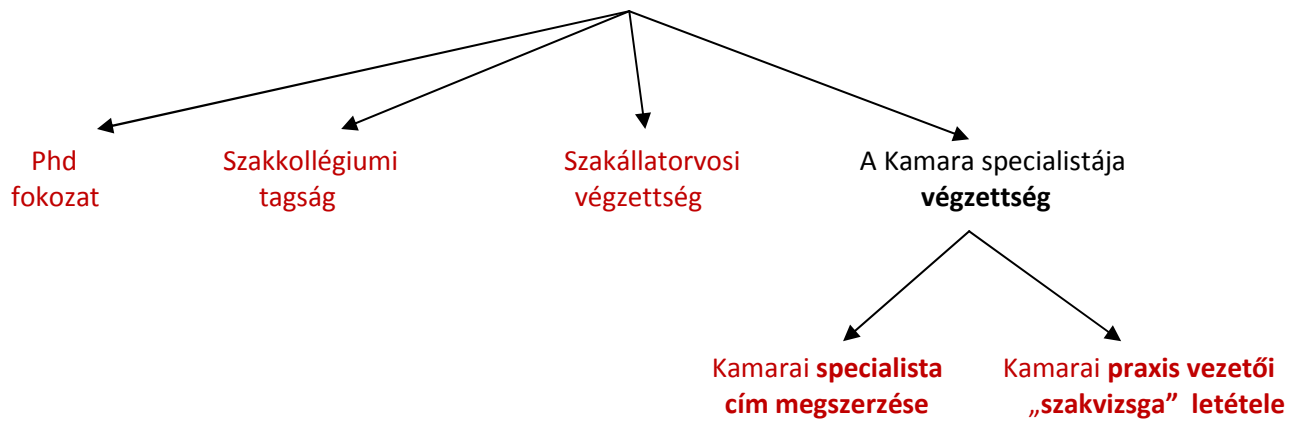 Phd
fokozat
Szakkollégiumi
tagság
Szakállatorvosi
végzettség
A Kamara specialistája
végzettség
Kamarai specialista
cím megszerzése
Kamarai praxis vezetői
„szakvizsga” letétele